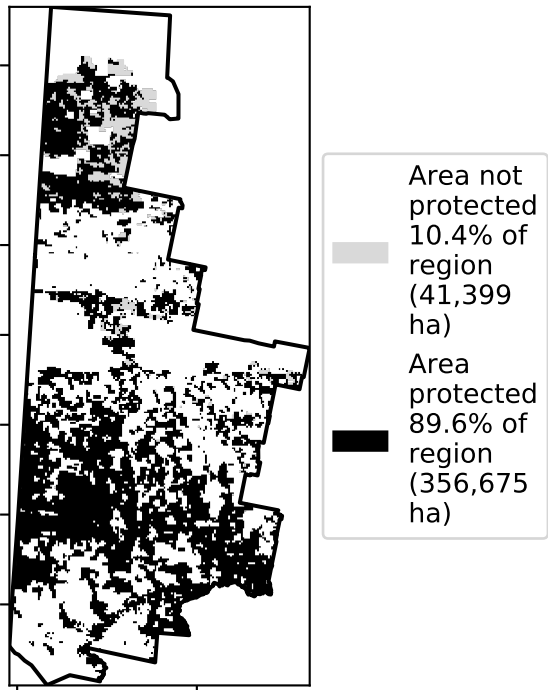 Area not
protected
10.4% of
region
(41,399
ha)
Area
protected
89.6% of
region
(356,675
ha)